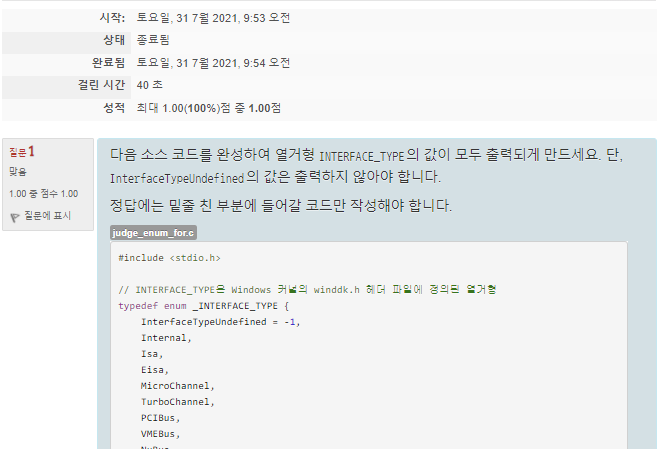 시작: 토요일, 31 7월 2021, 9:53 오전
상태 종료됨
완료됨 토요일, 31 7월 2021, 9:54 오전
걸린 시간 40 초
성적 최대 1.00(100%)점 중 1.00점
질문 1
맞음
1.00 중 점수 1.00
질문에 표시
다음 소스 코드를 완성하여 열거형 INTERFACE_TYPE의 값이 모두 출력되게 만드세요. 단,
InterfaceTypeUndefined의 값은 출력하지 않아야 합니다.
정답에는 밑줄 친 부분에 들어갈 코드만 작성해야 합니다.
judge_enum_for.c
#include <stdio.h>
// INTERFACE_TYPE은 Windows 커널의 winddk.h 헤더 파일에 정의된 열거형
typedef enum _INTERFACE_TYPE {
InterfaceTypeUndefined = -1,
Internal,
Isa,
Eisa,
MicroChannel,
TurboChannel,
PCIBus,
VMEBus,